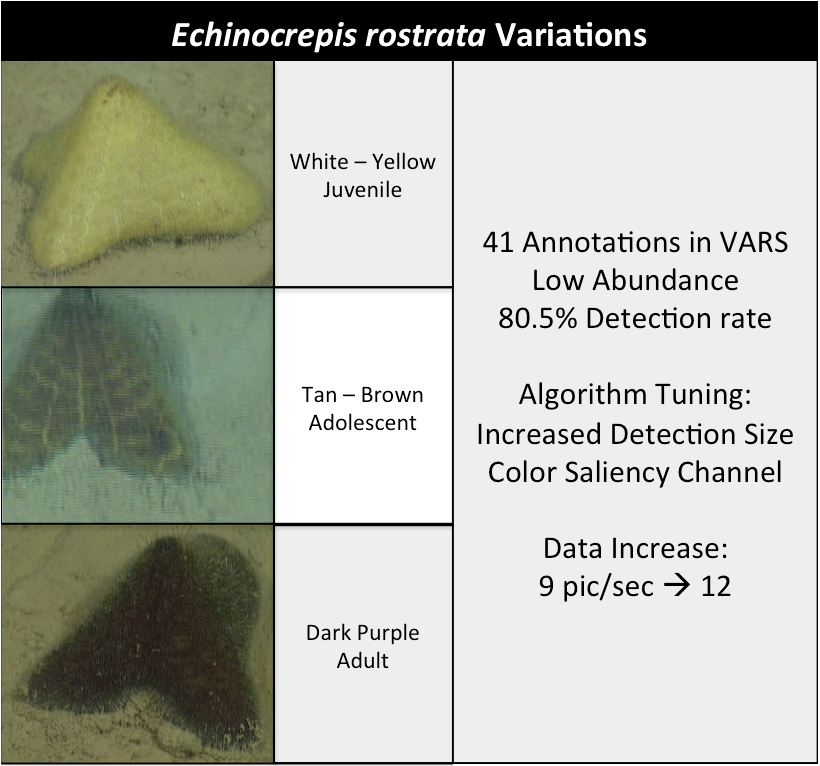 Echinocrepis rostrata Variations
White – Yellow
Juvenile
Tan – Brown
Adolescent
Dark Purple
Adult
41 Annotations in VARS
Low Abundance
80.5% Detection rate
Algorithm Tuning:
Increased Detection Size
Color Saliency Channel
Data Increase:
9 pic/sec → 12